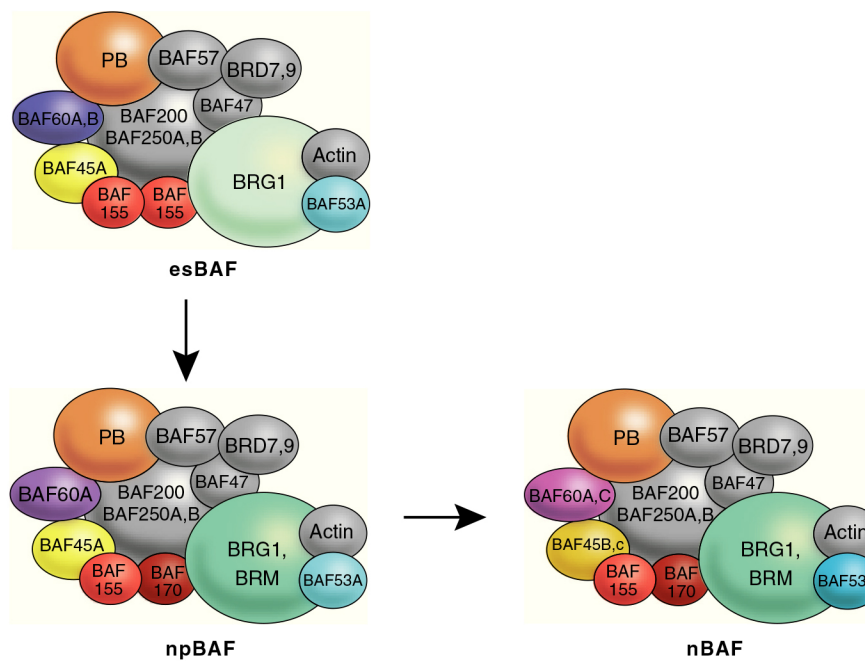 PB
BAF57
BRD7,9
BAF60A,B
BAF47
BAF200
BAF250A,B
Actin
BAF45A
BRG1
BAF
155
BAF
155
BAF53A
esBAF
PB
BAF57
BRD7,9
BAF60A
BAF47
BAF200
BAF250A,B
Actin
BAF45A
BRG1,
BRM
BAF
155
BAF
170
BAF53A
npBAF
PB
BAF57
BRD7,9
BAF60A,C
BAF47
BAF200
BAF250A,B
Actin
BAF45B,c
BRG1,
BRM
BAF
155
BAF
170
BAF53
nBAF